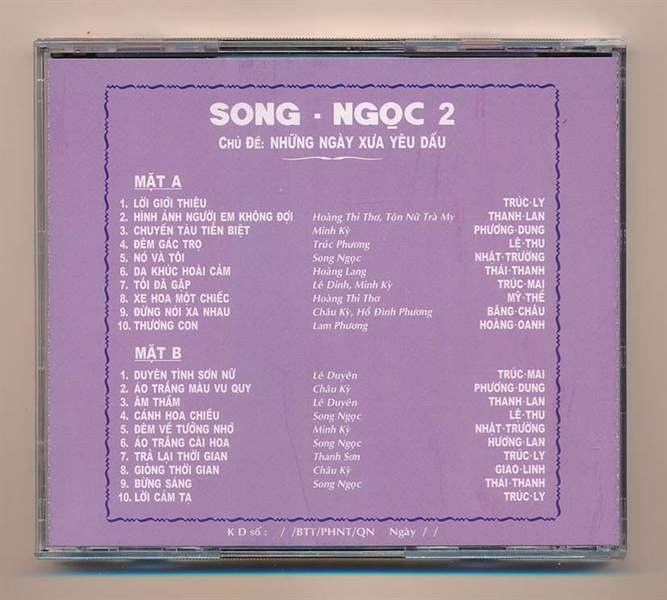 SONG - NGỌC 2
CHỦ ĐỀ: NHỮNG NGÀY XƯA YÊU DẤU
MẶT A
1. LỜI GIỚI THIỆU TRÚC·LY
2. HÌNH ẢNH NGƯỜI EM KHÔNG ĐỢI Hoàng Thi Thơ, Tôn Nữ Trà My THANH·LAN
3. CHUYẾN TÀU TIỄN BIỆT Minh Kỳ PHƯƠNG·DUNG
4. ĐÊM GÁC TRỌ Trúc Phương LỆ·THU
5. NÓ VÀ TÔI Song Ngọc NHẬT·TRƯỜNG
6. DẠ KHÚC HOÀI CẢM Hoàng Lang THÁI·THANH
7. TÔI ĐÃ GẶP Lê Dinh, Minh Kỳ TRÚC·MAI
8. XE HOA MỘT CHIẾC Hoàng Thi Thơ MỸ·THỂ
9. ĐỪNG NÓI XA NHAU Châu Kỳ, Hồ Đình Phương BĂNG·CHÂU
10. THƯƠNG CON Lam Phương HOÀNG·OANH
MẶT B
1. DUYÊN TÌNH SƠN NỮ Lê Duyên TRÚC·MAI
2. ÁO TRẮNG MÀU VU QUY Châu Kỳ PHƯƠNG·DUNG
3. ÂM THẦM Lê Duyên THANH·LAN
4. CÁNH HOA CHIỀU Song Ngọc LỆ·THU
5. ĐÊM VỀ TƯỞNG NHỚ Minh Kỳ NHẬT·TRƯỜNG
6. ÁO TRẮNG CÀI HOA Song Ngọc HƯƠNG·LAN
7. TRẢ LẠI THỜI GIAN Thanh Sơn TRÚC·LY
8. GIÒNG THỜI GIAN Châu Kỳ GIAO·LINH
9. BỪNG SÁNG Song Ngọc THÁI·THANH
10. LỜI CẢM TẠ TRÚC·LY
K D số : / /BTT/PHNT/QN Ngày / /